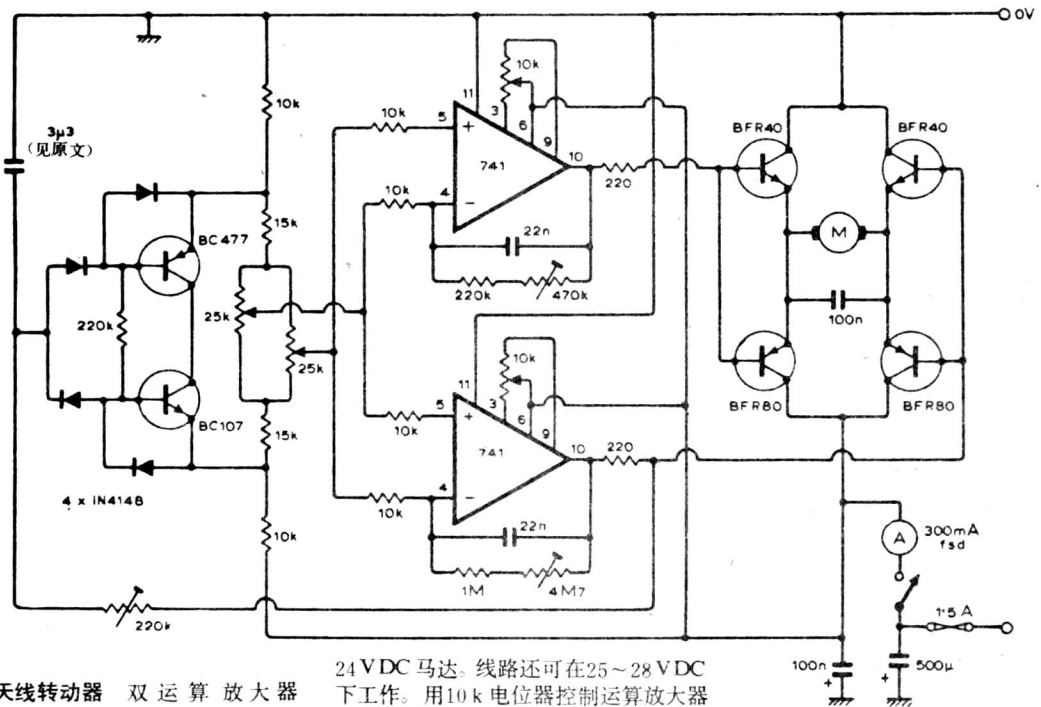 0V
10k
3µ3
(见原文)
10k
11
3
6
9
10k
5
+
741
10
220
4
−
10k
BFR40
BFR40
15k
BC477
22n
M
220k
470k
220k
25k
25k
100n
10k
11
3
6
9
BC107
15k
10k
5
+
741
10
220
4
−
BFR80
BFR80
4 x IN4148
10k
10k
22n
A
300mA
fsd
1M
4M7
220k
1·5 A
100n
+
500µ
+
24VDC马达。线路还可在25~28VDC
天线转动器 双运算放大器 下工作。用10k电位器控制运算放大器